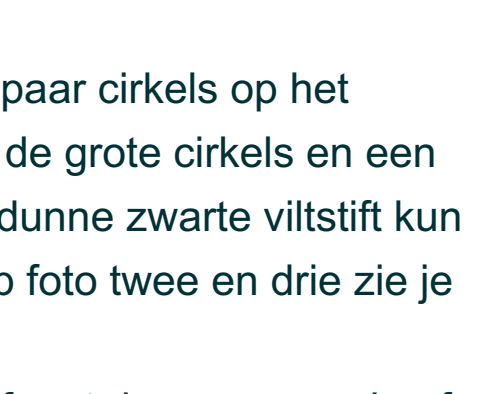 paar cirkels op het
de grote cirkels en een
dunne zwarte viltstift kun
foto twee en drie zie je